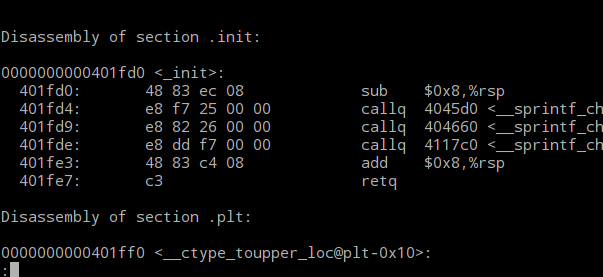 Disassembly of section .init:
0000000000401fd0 <_init>:
401fd0: 48 83 ec 08 sub $0x8,%rsp
401fd4: e8 f7 25 00 00 callq 4045d0 <__sprintf_ch
401fd9: e8 82 26 00 00 callq 404660 <__sprintf_ch
401fde: e8 dd f7 00 00 callq 4117c0 <__sprintf_ch
401fe3: 48 83 c4 08 add $0x8,%rsp
401fe7: c3 retq
Disassembly of section .plt:
0000000000401ff0 <__ctype_toupper_loc@plt-0x10>:
: